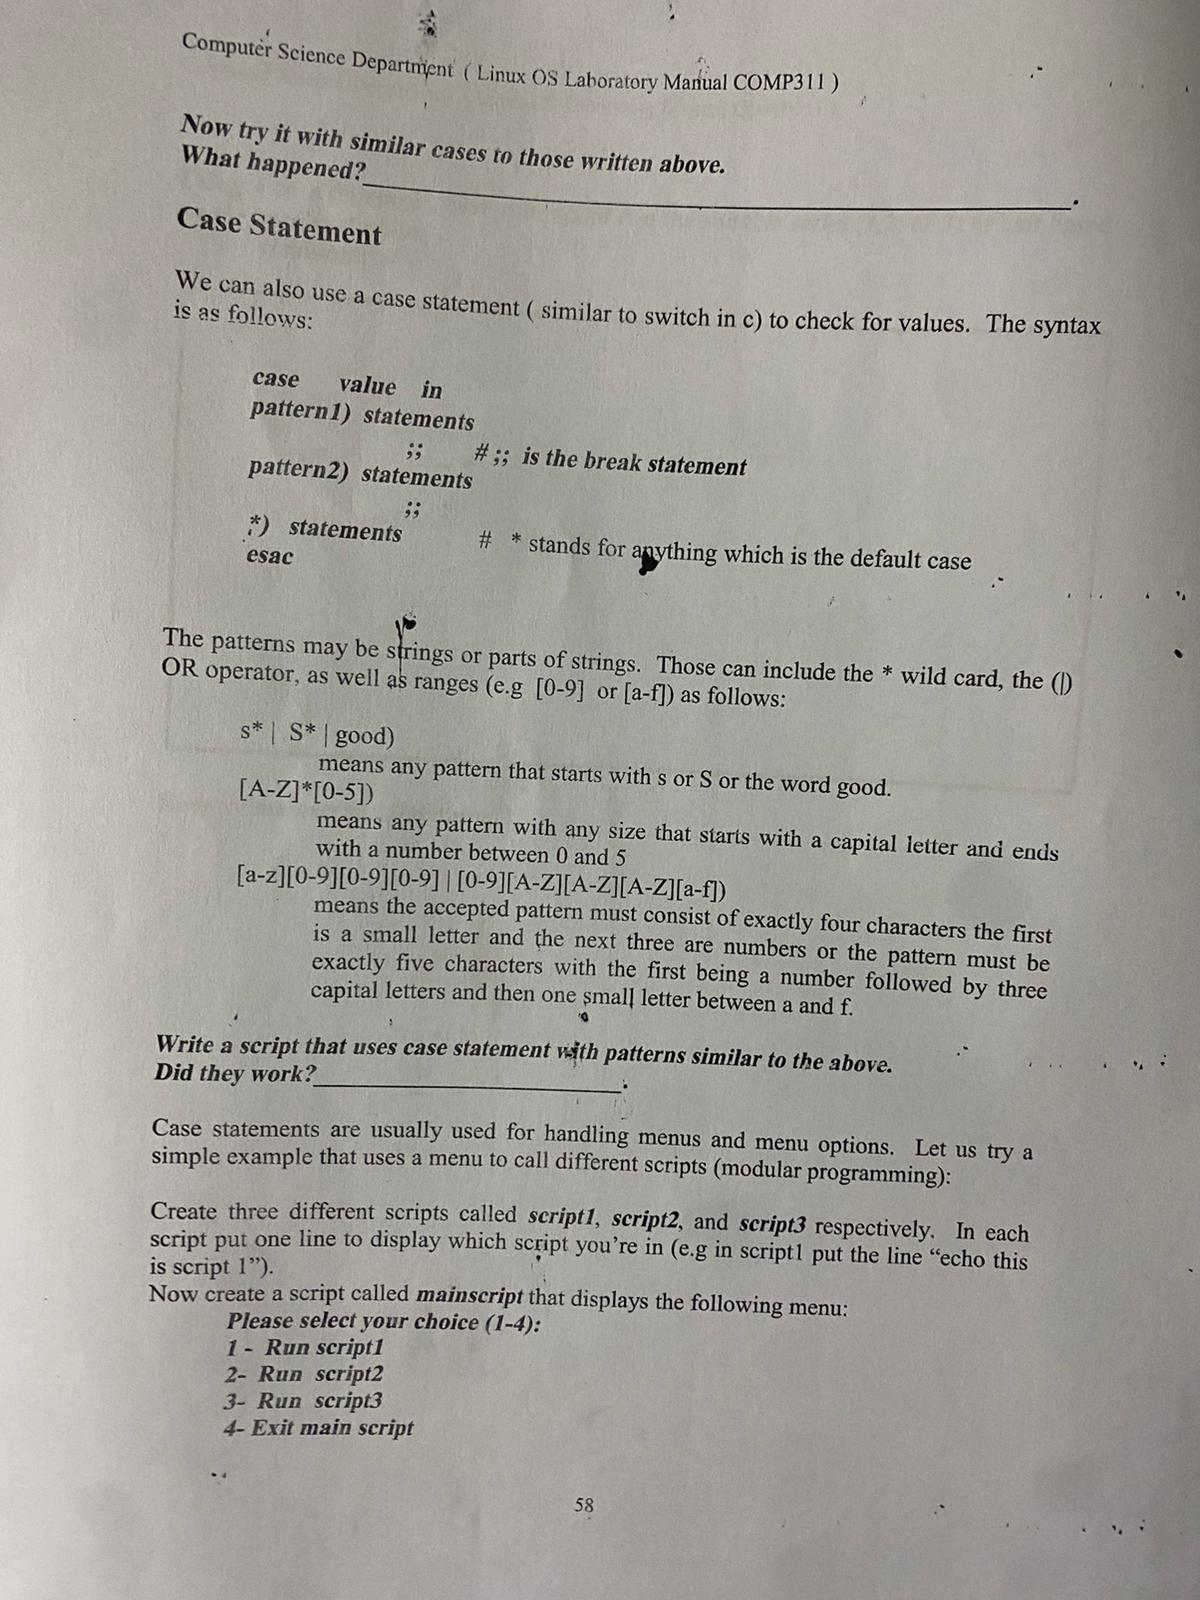 Computer Science Department ( Linux OS Laboratory Manual COMP311 )
Now try it with similar cases to those written above.
What happened?____________________.
Case Statement
We can also use a case statement ( similar to switch in c) to check for values. The syntax
is as follows:
case value in
pattern1) statements
;; # ;; is the break statement
pattern2) statements
;;
*) statements # * stands for anything which is the default case
esac
The patterns may be strings or parts of strings. Those can include the * wild card, the (|)
OR operator, as well as ranges (e.g [0-9] or [a-f]) as follows:
s* | S* | good)
means any pattern that starts with s or S or the word good.
[A-Z]*[0-5])
means any pattern with any size that starts with a capital letter and ends
with a number between 0 and 5
[a-z][0-9][0-9][0-9] | [0-9][A-Z][A-Z][A-Z][a-f])
means the accepted pattern must consist of exactly four characters the first
is a small letter and the next three are numbers or the pattern must be
exactly five characters with the first being a number followed by three
capital letters and then one small letter between a and f.
Write a script that uses case statement with patterns similar to the above.
Did they work?____________________.
Case statements are usually used for handling menus and menu options. Let us try a
simple example that uses a menu to call different scripts (modular programming):
Create three different scripts called script1, script2, and script3 respectively. In each
script put one line to display which script you're in (e.g in script1 put the line “echo this
is script 1”).
Now create a script called mainscript that displays the following menu:
Please select your choice (1-4):
1 - Run script1
2- Run script2
3- Run script3
4- Exit main script
58